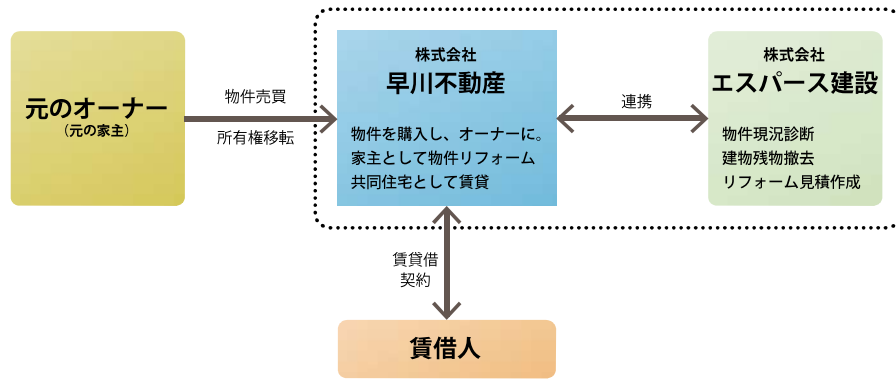 元のオーナー
（元の家主）
物件売買
所有権移転
株式会社
早川不動産
物件を購入し、オーナーに。
家主として物件リフォーム
共同住宅として賃貸
連携
株式会社
エスパース建設
物件現況診断
建物残物撤去
リフォーム見積作成
賃貸借
契約
賃借人